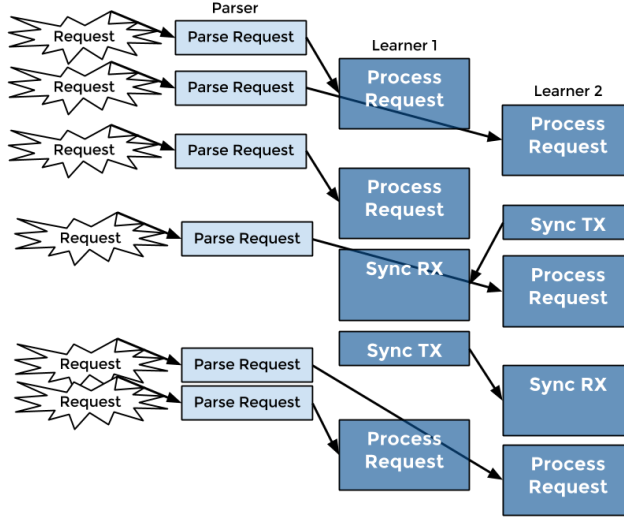 Parser
Request
Parse Request
Learner 1
Process
Request
Request
Parse Request
Learner 2
Process
Request
Request
Parse Request
Process
Request
Sync TX
Request
Parse Request
Sync RX
Process
Request
Sync TX
Request
Parse Request
Sync RX
Request
Parse Request
Process
Request
Process
Request